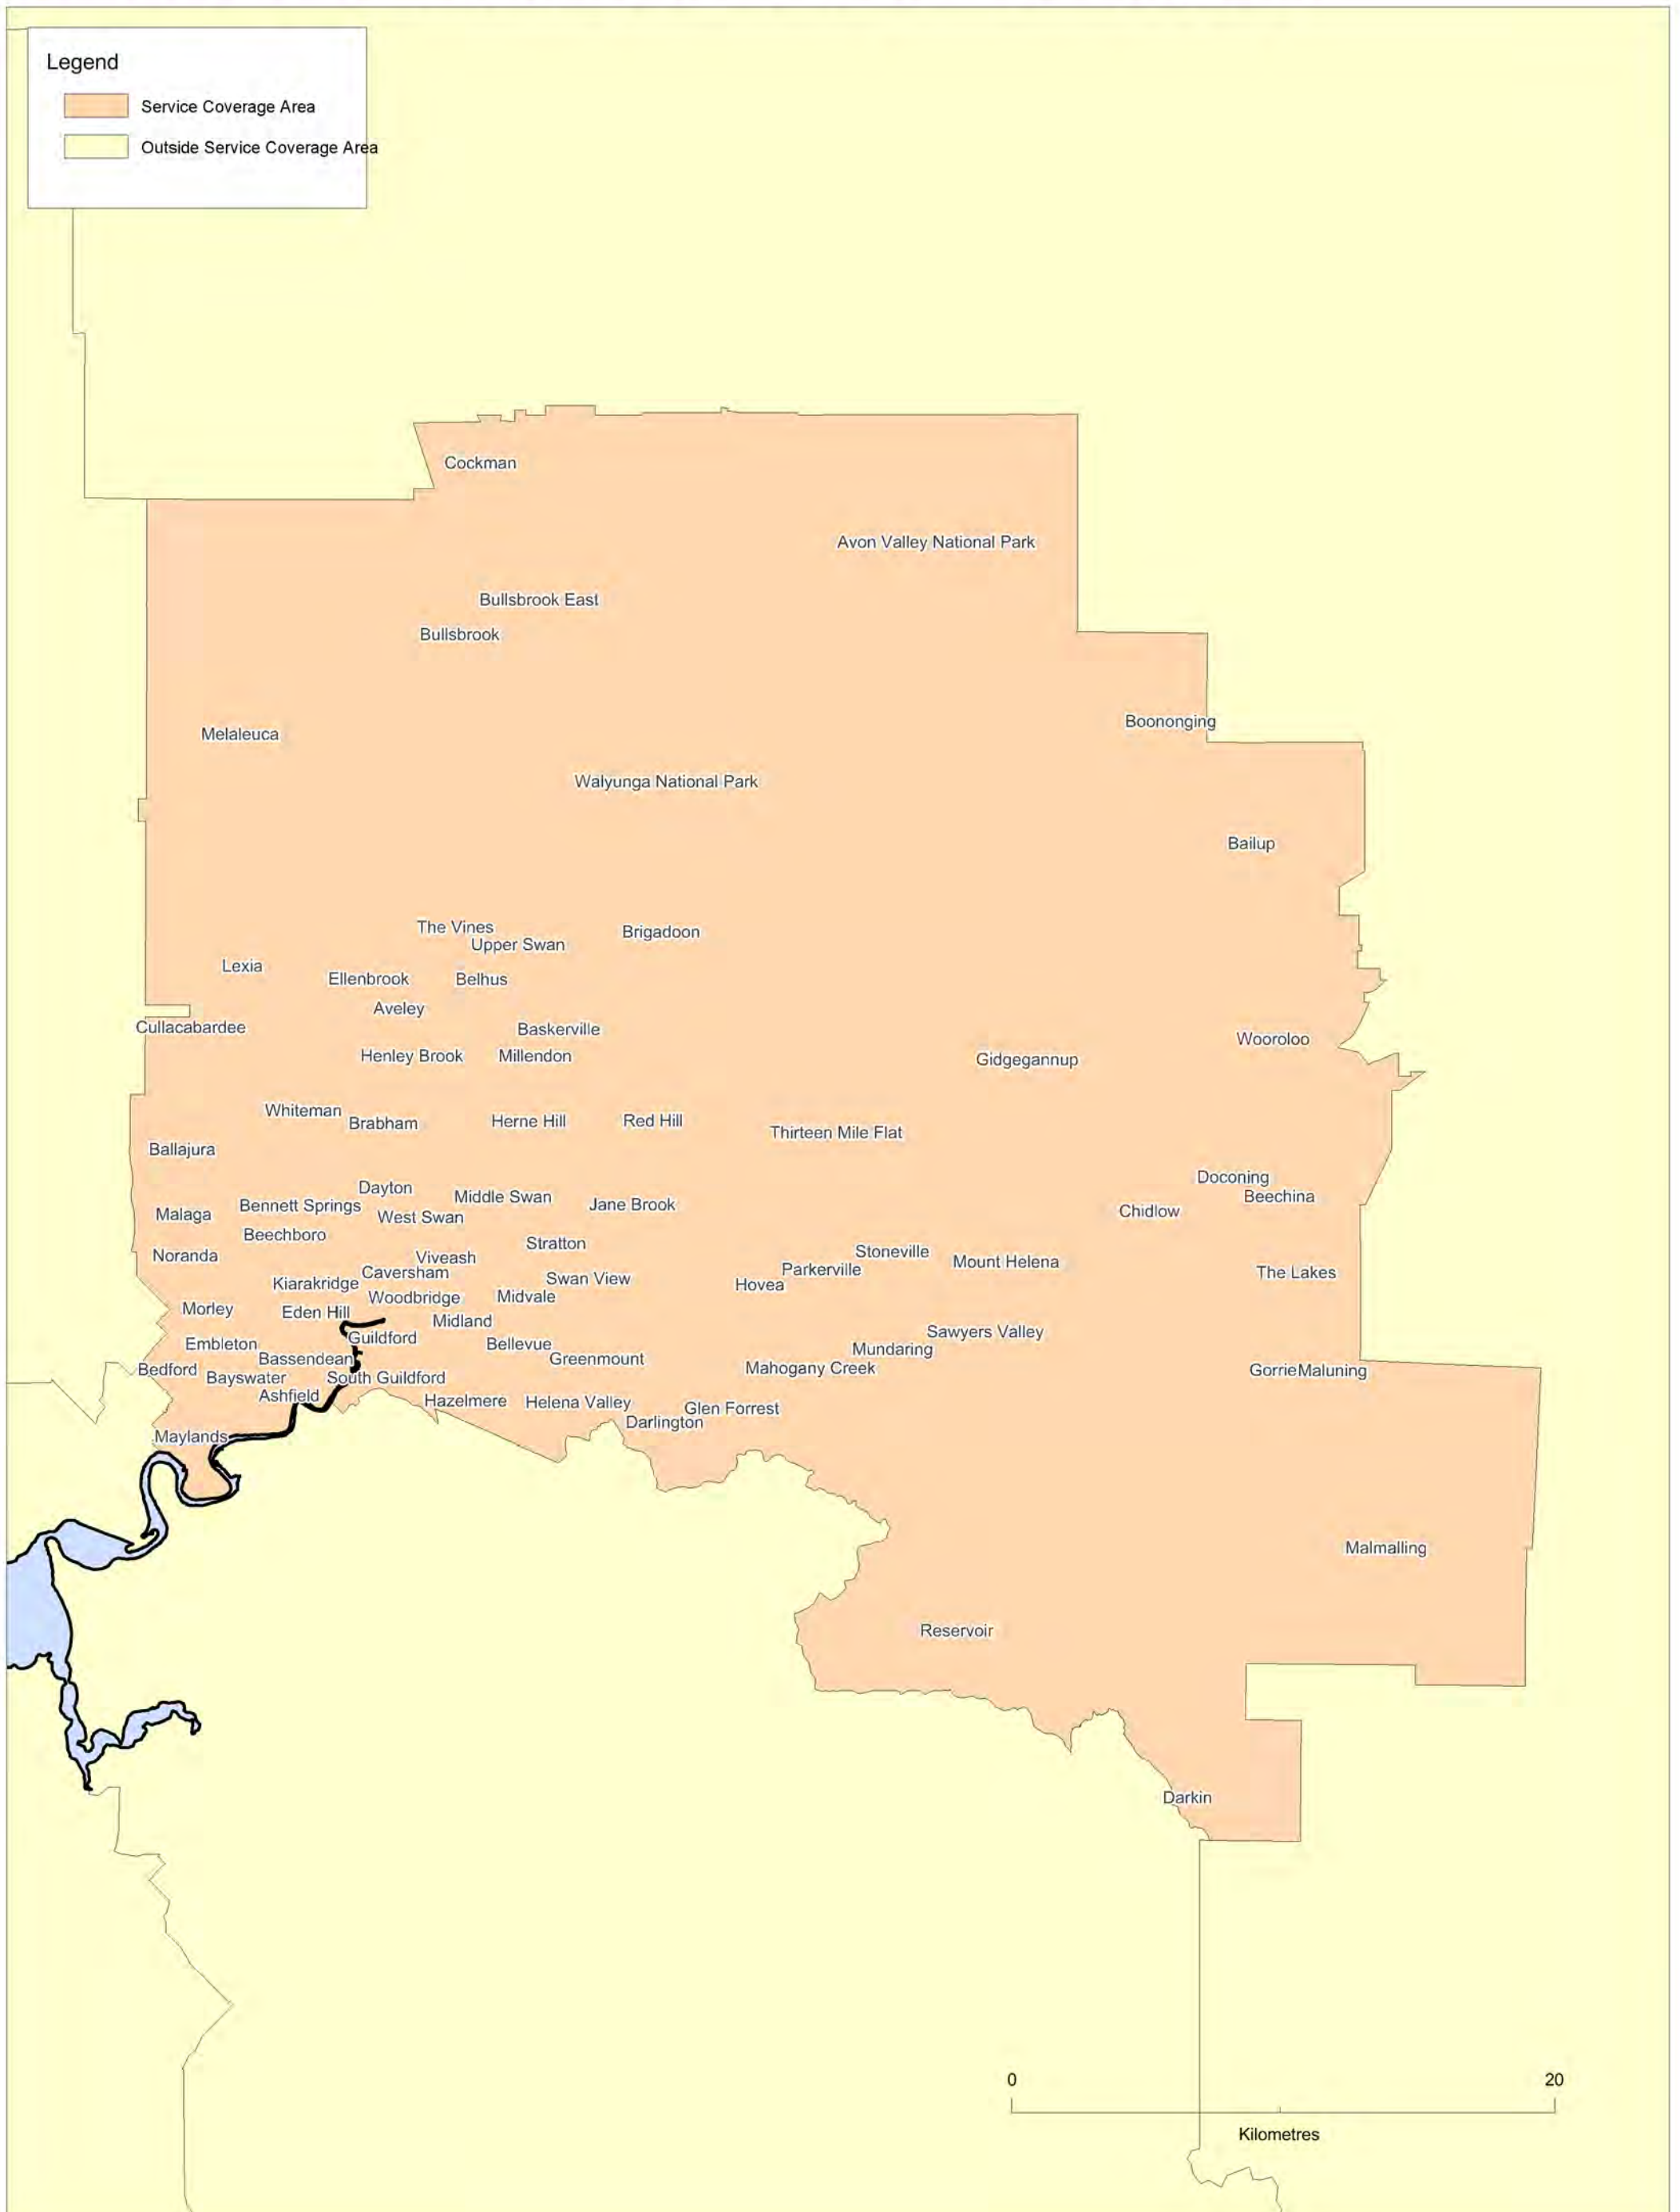 Legend
Service Coverage Area
Outside Service Coverage Area
Cockman
Avon Valley National Park
Bullsbrook East
Bullsbrook
Boononging
Melaleuca
Walyunga National Park
Bailup
The Vines
Brigadoon
Upper Swan
Lexia
Ellenbrook
Belhus
Aveley
Cullacabardee
Baskerville
Wooroloo
Henley Brook
Millendon
Gidgegannup
Whiteman
Brabham
Herne Hill
Red Hill
Thirteen Mile Flat
Ballajura
Doconing
Dayton
Middle Swan
Beechina
Bennett Springs
Jane Brook
Malaga
West Swan
Chidlow
Beechboro
Stratton
Noranda
Viveash
Stoneville
Mount Helena
Caversham
Parkerville
The Lakes
Kiarakridge
Swan View
Hovea
Woodbridge
Midvale
Morley
Eden Hill
Midland
Guildford
Sawyers Valley
Embleton
Bellevue
Mundaring
Bassendean
Greenmount
Bedford
Mahogany Creek
GorrieMaluning
Bayswater
South Guildford
Ashfield
Hazelmere
Helena Valley
Glen Forrest
Darlington
Maylands
Malmalling
Reservoir
Darkin
0
20
Kilometres